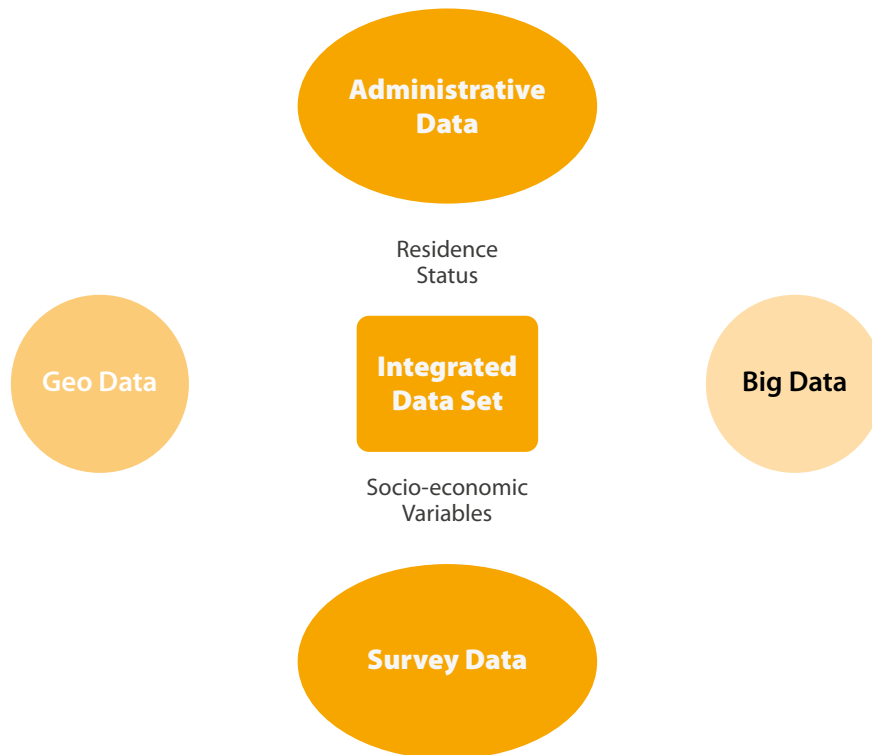 Administrative
Data
Residence
Status
Geo Data
Integrated
Data Set
Big Data
Socio-economic
Variables
Survey Data